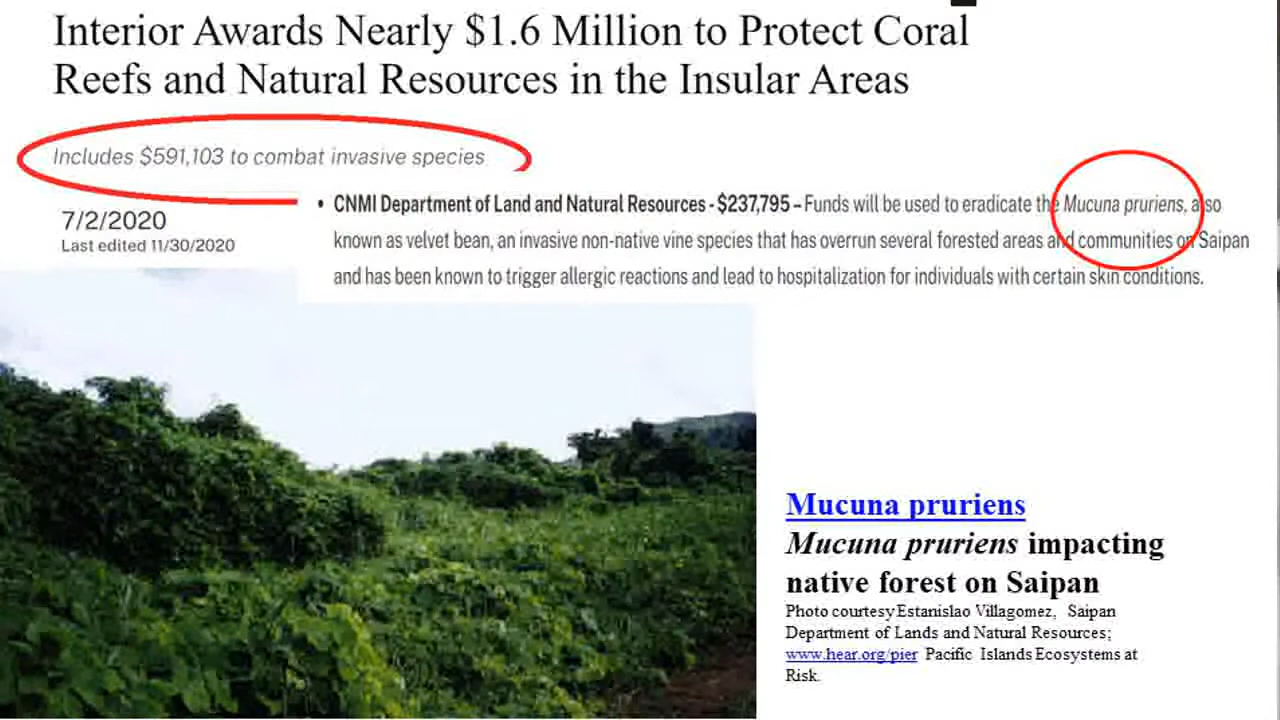 Interior Awards Nearly $1.6 Million to Protect Coral
Reefs and Natural Resources in the Insular Areas
Includes $591,103 to combat invasive species
7/2/2020
Last edited 11/30/2020
• CNMI Department of Land and Natural Resources - $237,795 – Funds will be used to eradicate the Mucuna pruriens, also
known as velvet bean, an invasive non-native vine species that has overrun several forested areas and communities on Saipan
and has been known to trigger allergic reactions and lead to hospitalization for individuals with certain skin conditions.
Mucuna pruriens
Mucuna pruriens impacting
native forest on Saipan
Photo courtesy Estanislao Villagomez, Saipan
Department of Lands and Natural Resources;
www.hear.org/pier Pacific Islands Ecosystems at
Risk.